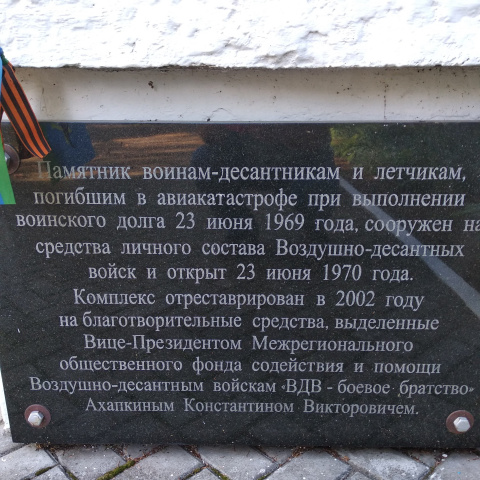 Памятник воинам-десантникам и летчикам,
погибшим в авиакатастрофе при выполнении
воинского долга 23 июня 1969 года, сооружен на
средства личного состава Воздушно-десантных
войск и открыт 23 июня 1970 года.
Комплекс отреставрирован в 2002 году
на благотворительные средства, выделенные
Вице-Президентом Межрегионального
общественного фонда содействия и помощи
Воздушно-десантным войскам «ВДВ - боевое братство»
Ахапкиным Константином Викторовичем.